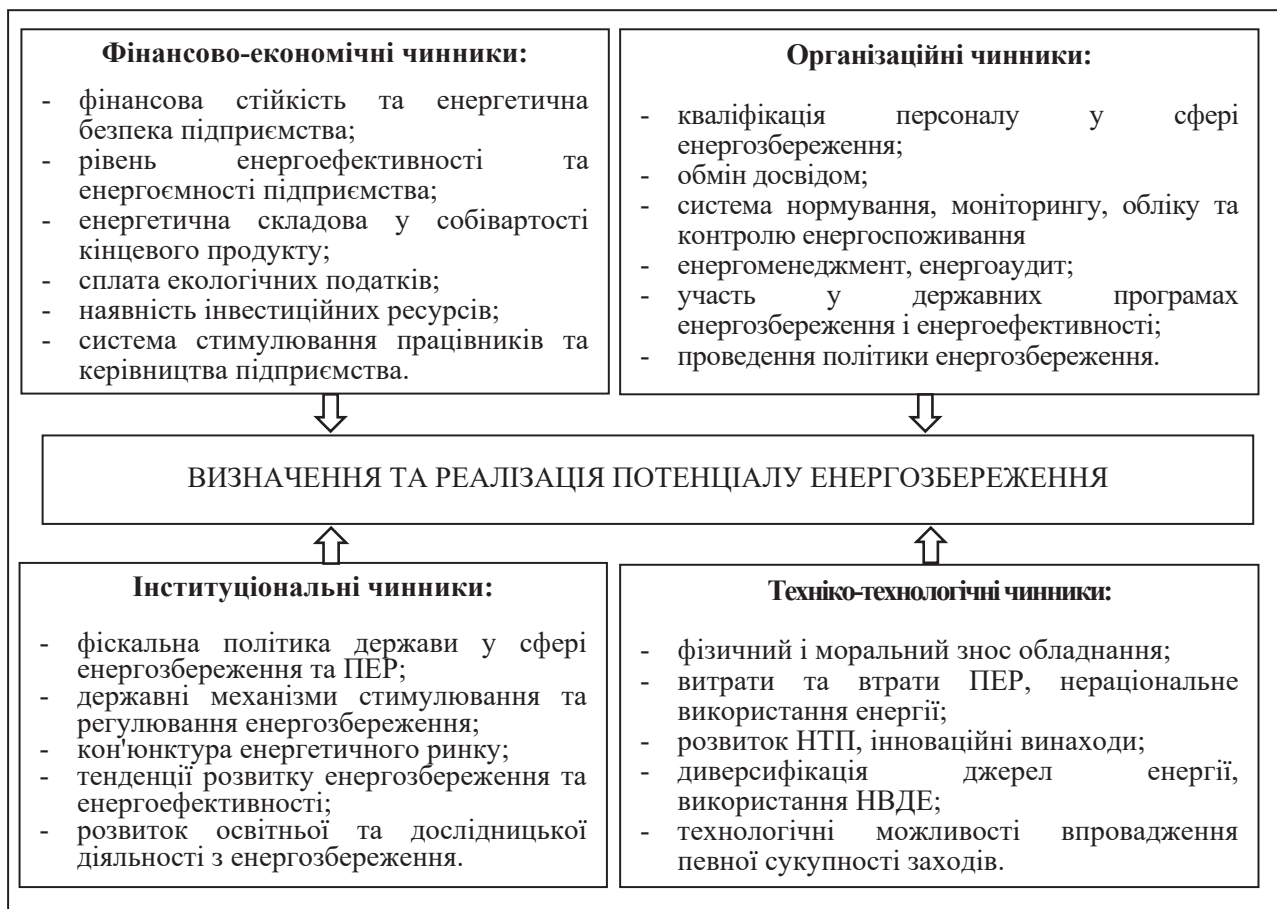 Фінансово-економічні чинники:
- фінансова стійкість та енергетична
безпека підприємства;
- рівень енергоефективності та
енергоємності підприємства;
- енергетична складова у собівартості
кінцевого продукту;
- сплата екологічних податків;
- наявність інвестиційних ресурсів;
- система стимулювання працівників та
керівництва підприємства.
Організаційні чинники:
- кваліфікація персоналу у сфері
енергозбереження;
- обмін досвідом;
- система нормування, моніторингу, обліку та
контролю енергоспоживання
- енергоменеджмент, енергоаудит;
- участь у державних програмах
енергозбереження і енергоефективності;
- проведення політики енергозбереження.
ВИЗНАЧЕННЯ ТА РЕАЛІЗАЦІЯ ПОТЕНЦІАЛУ ЕНЕРГОЗБЕРЕЖЕННЯ
Інституціональні чинники:
- фіскальна політика держави у сфері
енергозбереження та ПЕР;
- державні механізми стимулювання та
регулювання енергозбереження;
- кон'юнктура енергетичного ринку;
- тенденції розвитку енергозбереження та
енергоефективності;
- розвиток освітньої та дослідницької
діяльності з енергозбереження.
Техніко-технологічні чинники:
- фізичний і моральний знос обладнання;
- витрати та втрати ПЕР, нераціональне
використання енергії;
- розвиток НТП, інноваційні винаходи;
- диверсифікація джерел енергії,
використання НВДЕ;
- технологічні можливості впровадження
певної сукупності заходів.